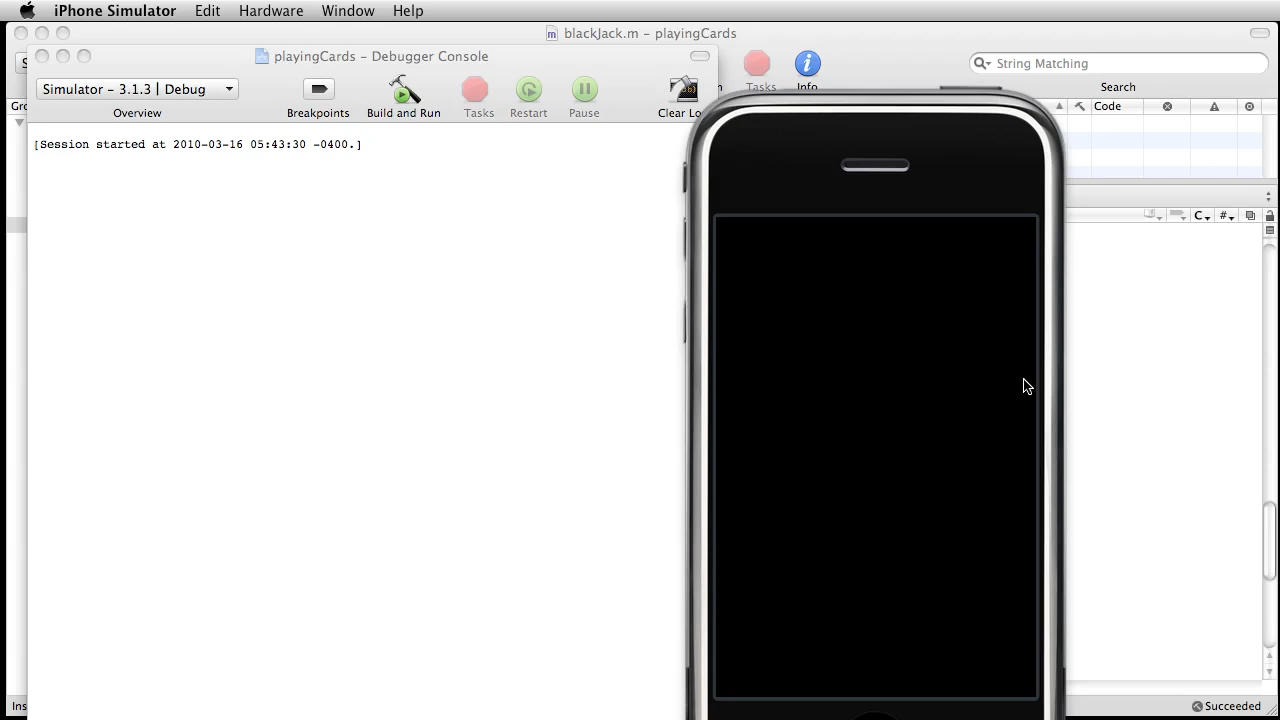 iPhone Simulator Edit Hardware Window Help
blackJack.m - playingCards
playingCards - Debugger Console
String Matching
Simulator - 3.1.3 | Debug
Overview Breakpoints Build and Run Tasks Restart Pause Clear Lo
Tasks Info Search
Code
[Session started at 2010-03-16 05:43:30 -0400.]
C #
Succeeded